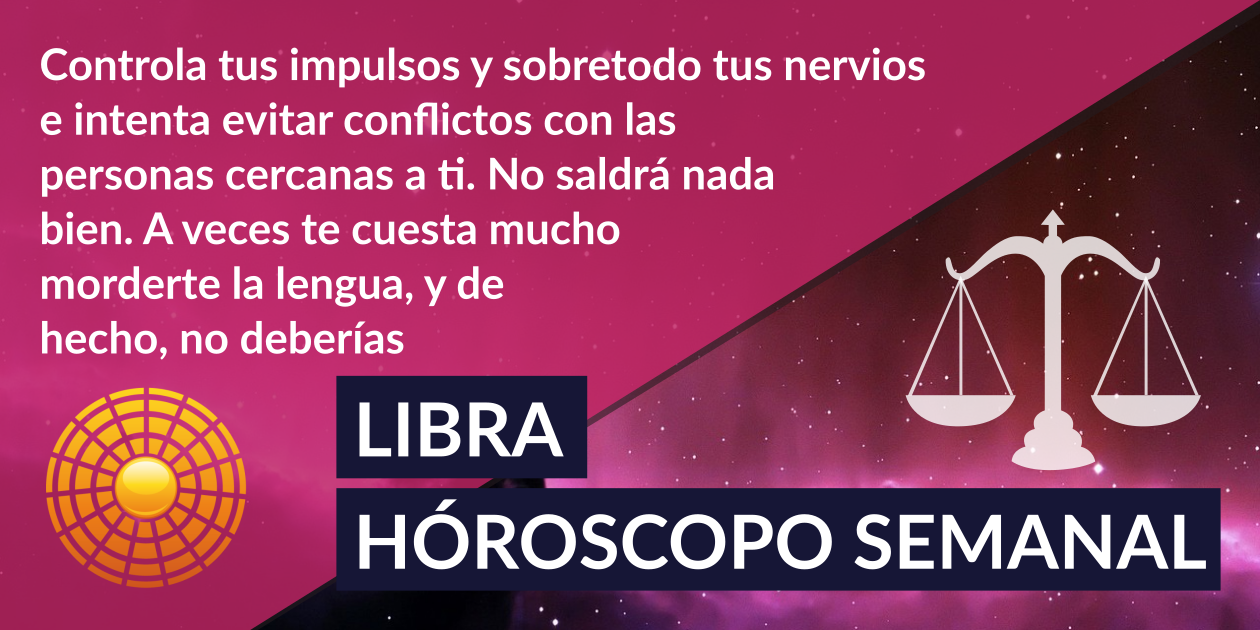 Controla tus impulsos y sobretodo tus nervios
e intenta evitar conflictos con las
personas cercanas a ti. No saldrá nada
bien. A veces te cuesta mucho
morderte la lengua, y de
hecho, no deberías
LIBRA
HÓROSCOPO SEMANAL